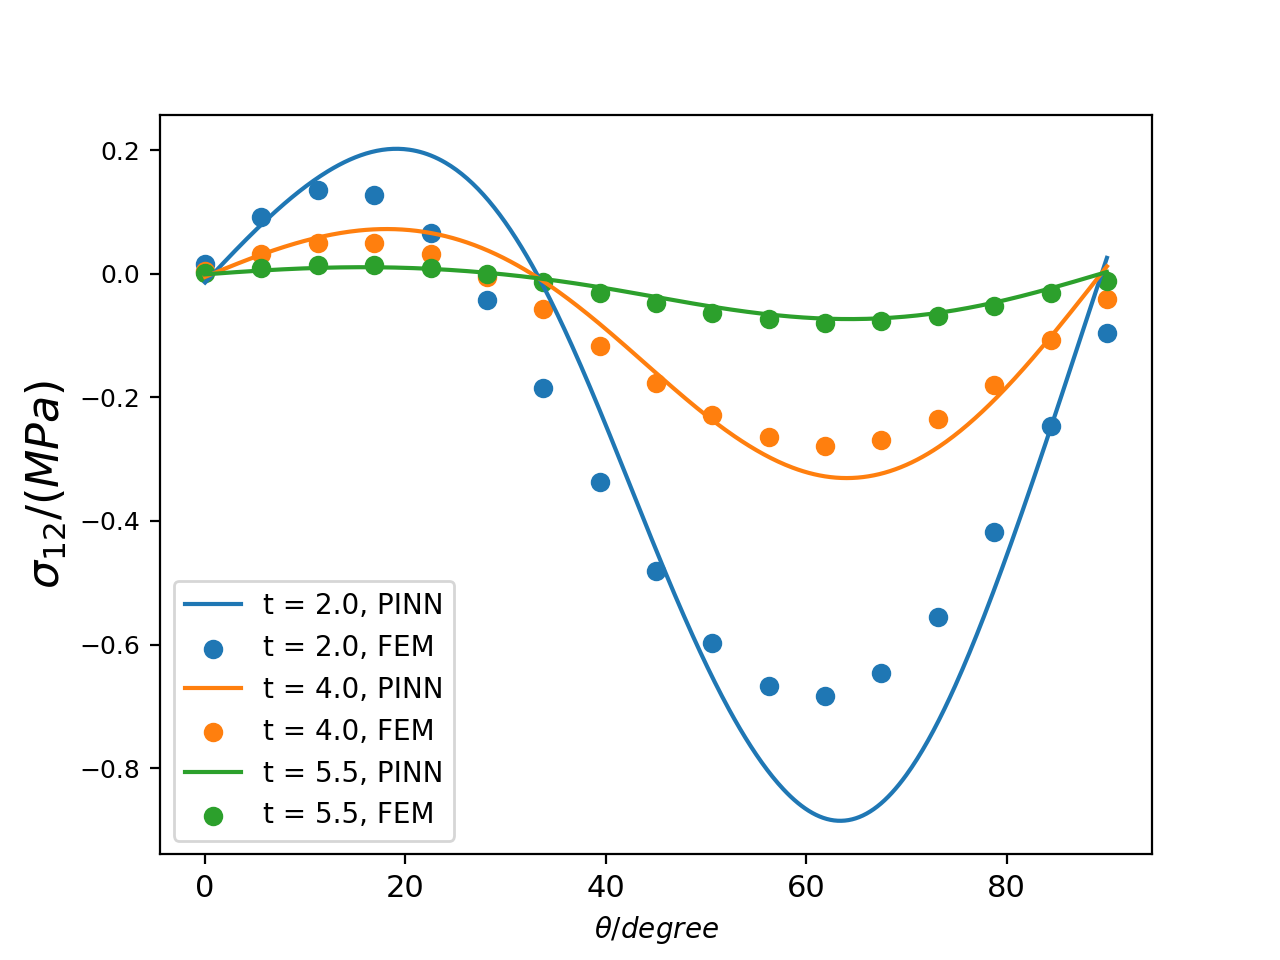 0.2
0.0
−0.2
−0.4
−0.6
−0.8
σ₁₂/(MPa)
t = 2.0, PINN
t = 2.0, FEM
t = 4.0, PINN
t = 4.0, FEM
t = 5.5, PINN
t = 5.5, FEM
0 20 40 60 80
θ/degree